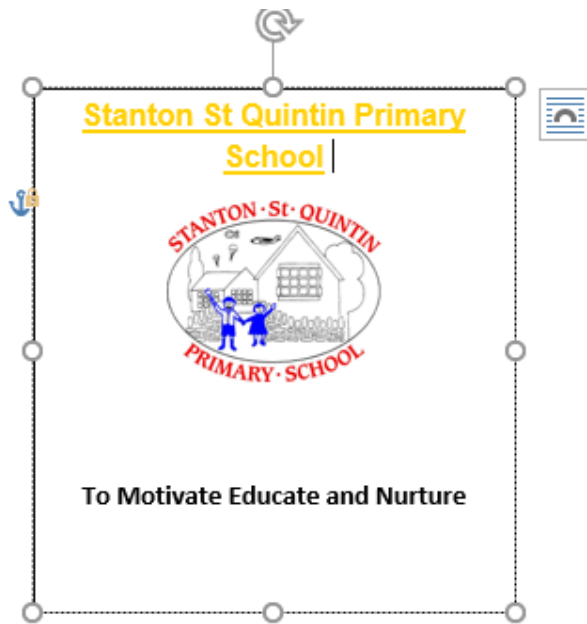 Stanton St Quintin Primary
School
STANTON · St · QUINTIN
PRIMARY · SCHOOL
To Motivate Educate and Nurture